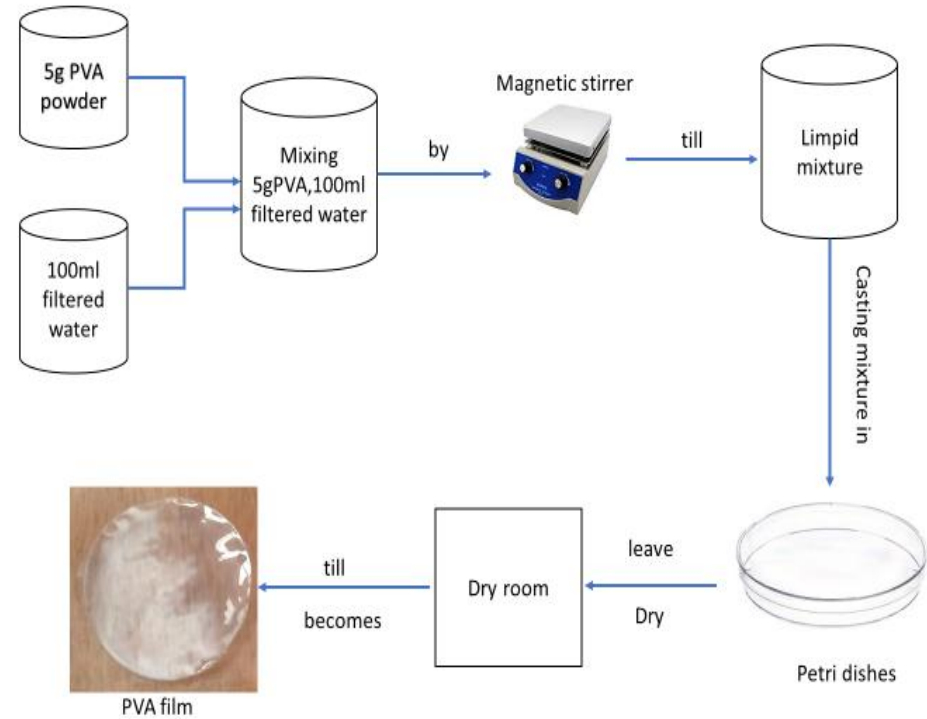 5g PVA
powder
100ml
filtered
water
Mixing
5gPVA,100ml
filtered water
by
Magnetic stirrer
till
Limpid
mixture
Casting mixture in
Petri dishes
leave
Dry
Dry room
till
becomes
PVA film